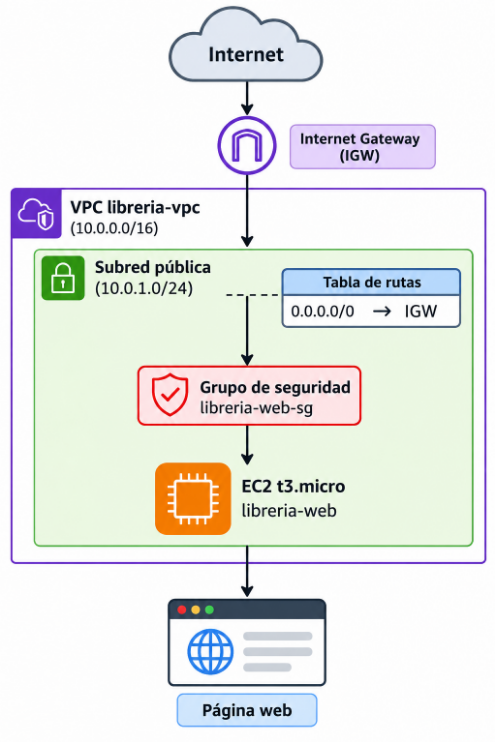 Internet
Internet Gateway
(IGW)
VPC libreria-vpc
(10.0.0.0/16)
Subred pública
(10.0.1.0/24)
Tabla de rutas
0.0.0.0/0 → IGW
Grupo de seguridad
libreria-web-sg
EC2 t3.micro
libreria-web
Página web